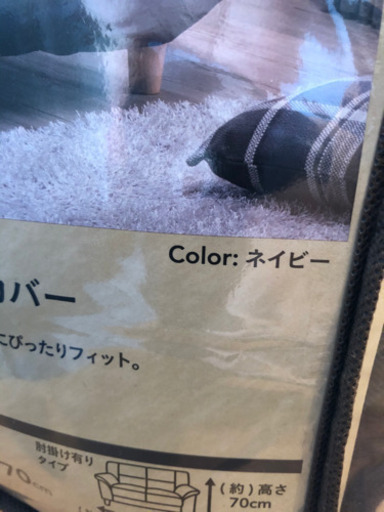 Color: ネイビー
カバー
にぴったりフィット。
肘掛け有り
タイプ
70cm
(約)高さ
70cm